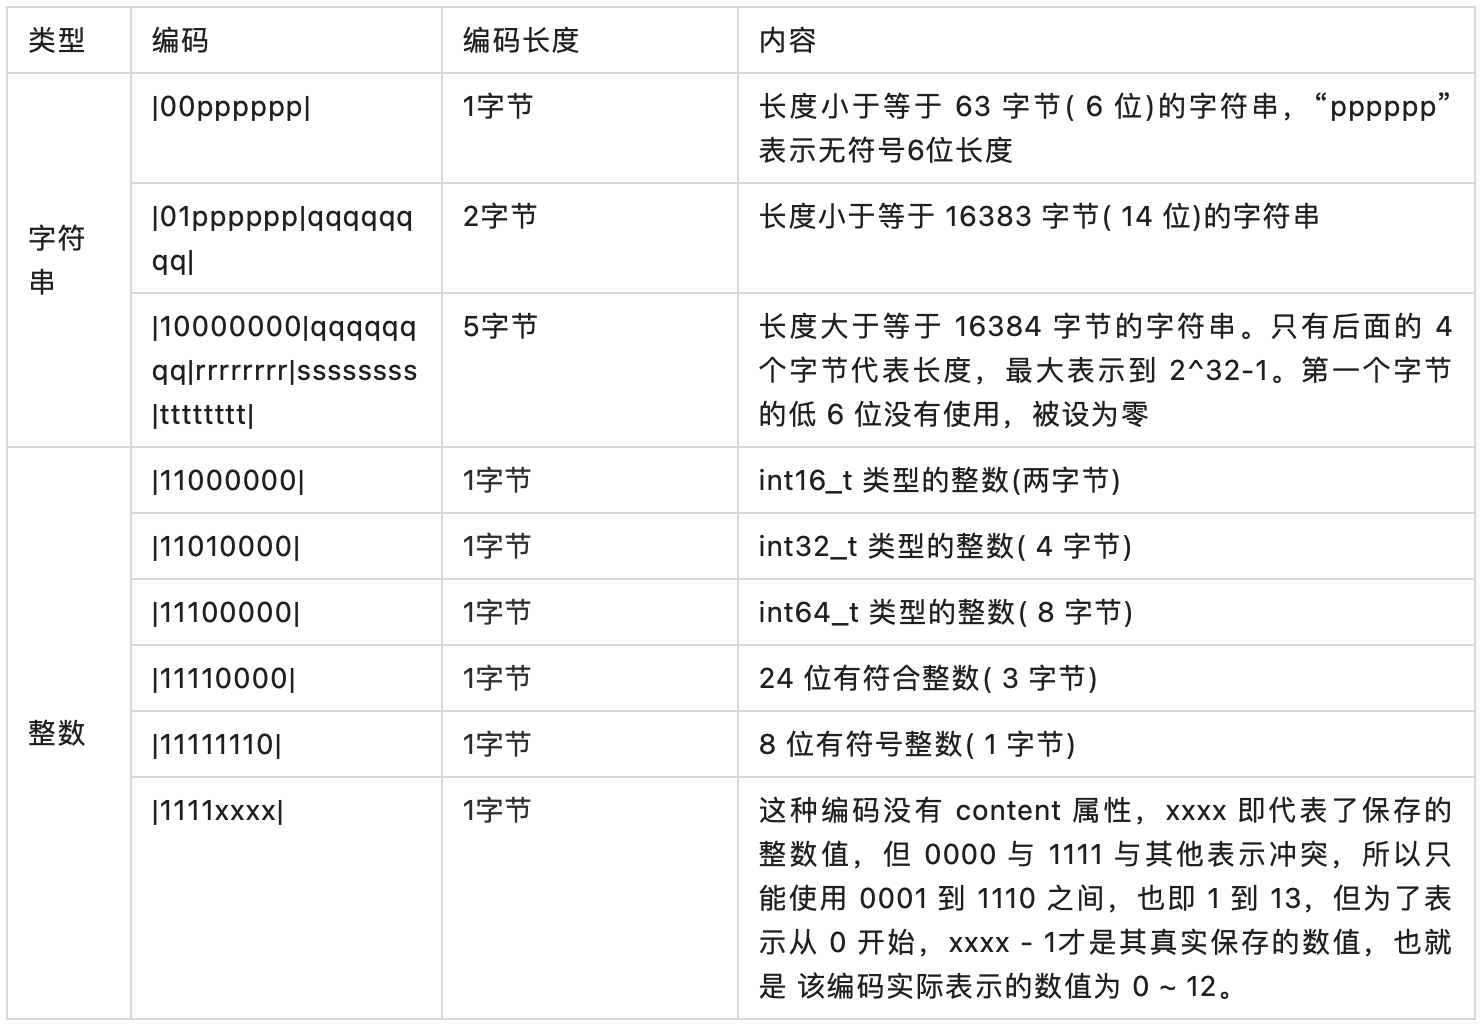 类型 编码 编码长度 内容
|00pppppp| 1字节 长度小于等于 63 字节( 6 位)的字符串，“pppppp”
表示无符号6位长度
字符
串
|01pppppp|qqqqqq 2字节 长度小于等于 16383 字节( 14 位)的字符串
qq|
|10000000|qqqqqq 5字节 长度大于等于 16384 字节的字符串。只有后面的 4
qq|rrrrrrrr|ssssssss 个字节代表长度，最大表示到 2^32-1。第一个字节
|tttttttt| 的低 6 位没有使用，被设为零
整数
|11000000| 1字节 int16_t 类型的整数(两字节)
|11010000| 1字节 int32_t 类型的整数( 4 字节)
|11100000| 1字节 int64_t 类型的整数( 8 字节)
|11110000| 1字节 24 位有符合整数( 3 字节)
|11111110| 1字节 8 位有符号整数( 1 字节)
|1111xxxx| 1字节 这种编码没有 content 属性，xxxx 即代表了保存的
整数值，但 0000 与 1111 与其他表示冲突，所以只
能使用 0001 到 1110 之间，也即 1 到 13，但为了表
示从 0 开始，xxxx - 1才是其真实保存的数值，也就
是 该编码实际表示的数值为 0 ~ 12。